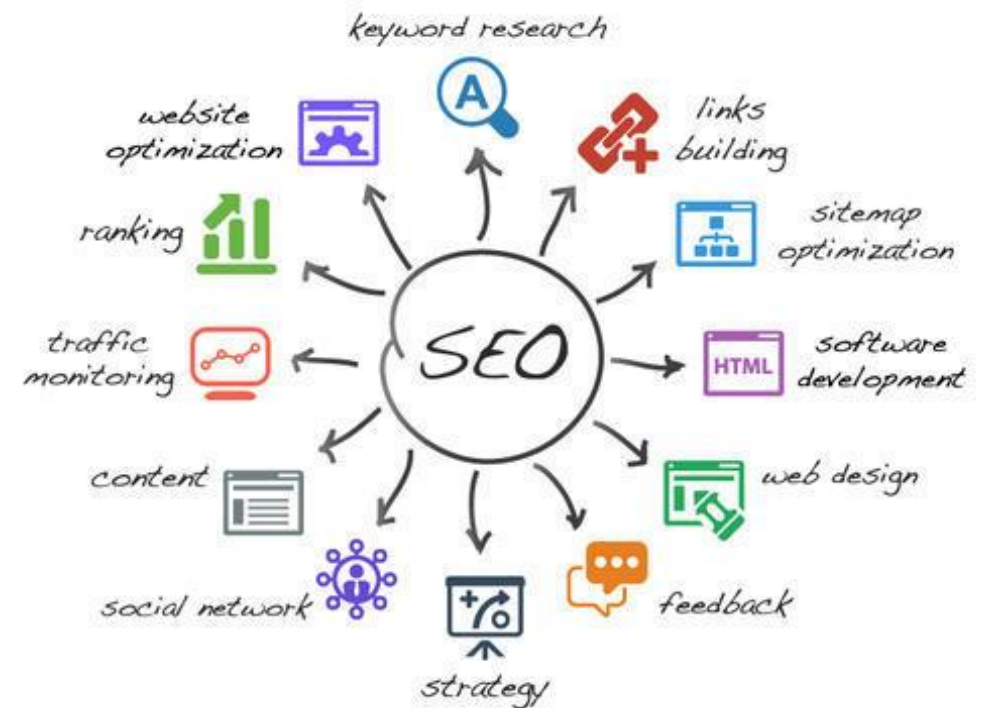 keyword research
A
links
building
sitemap
optimization
HTML
software
development
web design
feedback
strategy
social network
content
traffic
monitoring
ranking
website
optimization
SEO